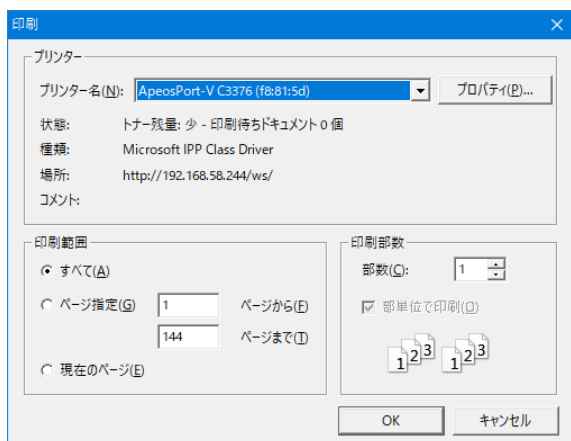 印刷
プリンター
プリンター名(N): ApeosPort-V C3376 (f8:81:5d) プロパティ(P)...
状態: トナー残量: 少 - 印刷待ちドキュメント 0 個
種類: Microsoft IPP Class Driver
場所: http://192.168.58.244/ws/
コメント:
印刷範囲
すべて(A)
ページ指定(G) 1 ページから(F)
144 ページまで(T)
現在のページ(E)
印刷部数
部数(C): 1
部単位で印刷(O)
1 2 3 1 2 3
OK キャンセル